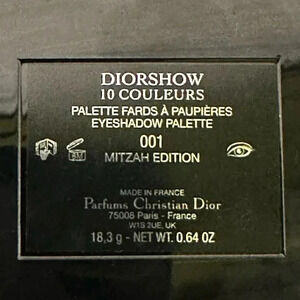 DIORSHOW
10 COULEURS
PALETTE FARDS À PAUPIÈRES
EYESHADOW PALETTE
001
MITZAH EDITION
MADE IN FRANCE
Parfums Christian Dior
75008 Paris - France
W1S 2UE, UK
18,3 g - NET WT. 0.64 OZ